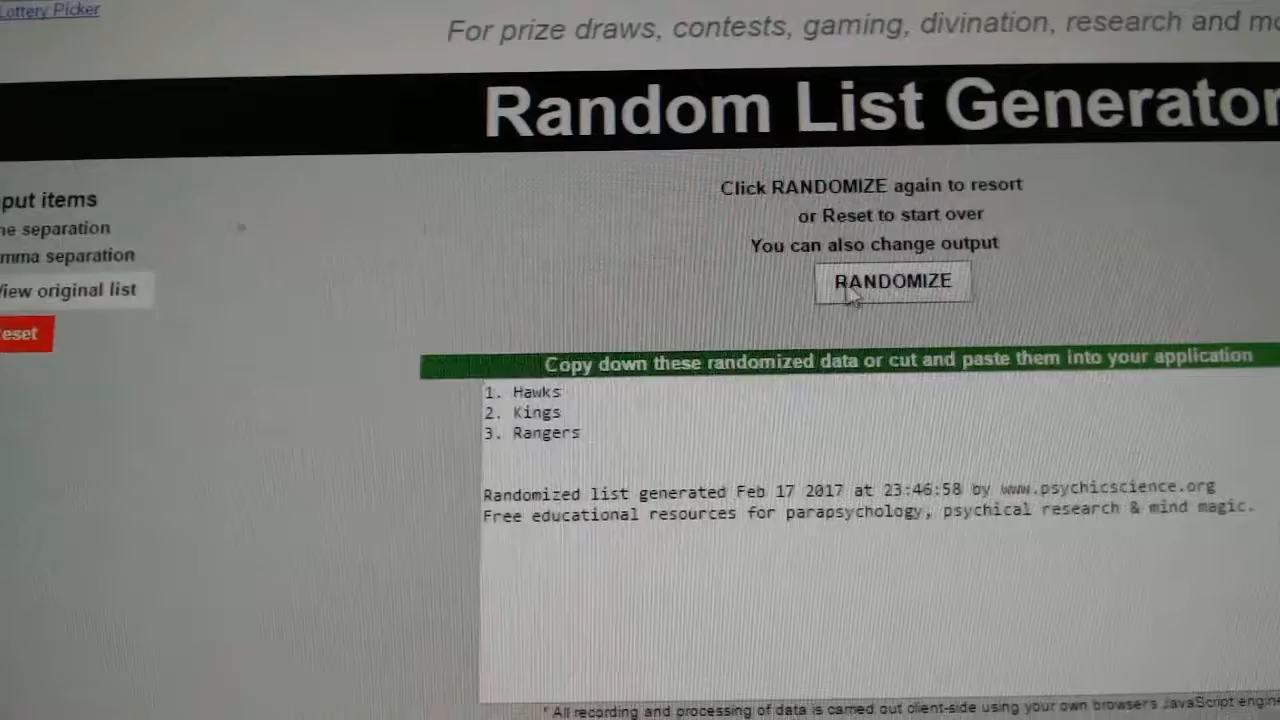 Lottery Picker
For prize draws, contests, gaming, divination, research and
Random List Generator
put items
separation
separation
iew original list
eset
Click RANDOMIZE again to resort
or Reset to start over
You can also change output
RANDOMIZE
Copy down these randomized data or cut and paste them into your application
1. Hawks
2. Kings
3. Rangers
Randomized list generated Feb 17 2017 at 23:46:58 by www.psychicscience.org
Free educational resources for parapsychology, psychical research & mind magic.
* All recording and processing of data is carried out client-side using your own browsers JavaScript engin